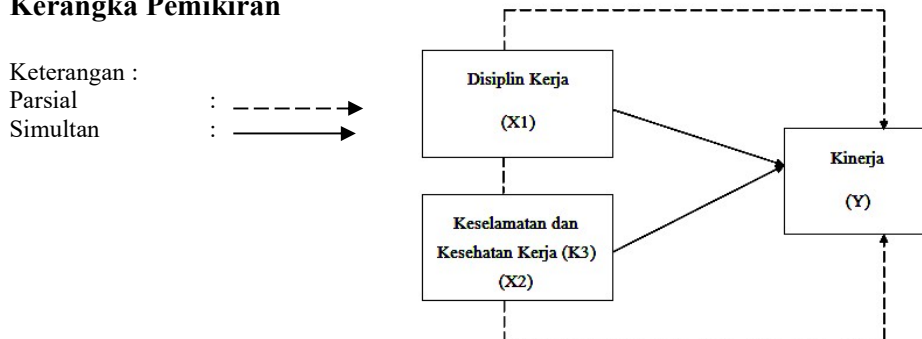 Kerangka Pemikiran
Keterangan :
Parsial :
Simultan :
Disiplin Kerja
(X1)
Keselamatan dan
Kesehatan Kerja (K3)
(X2)
Kinerja
(Y)